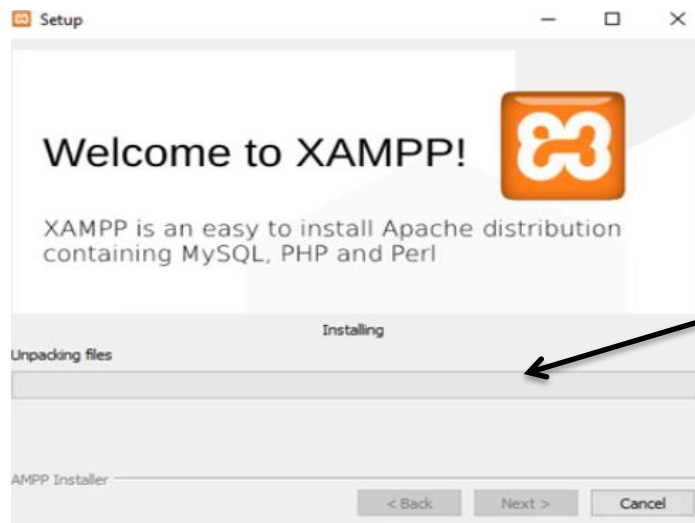 Setup
Welcome to XAMPP!
XAMPP is an easy to install Apache distribution
containing MySQL, PHP and Perl
Installing
Unpacking files
AMPP Installer
< Back Next > Cancel